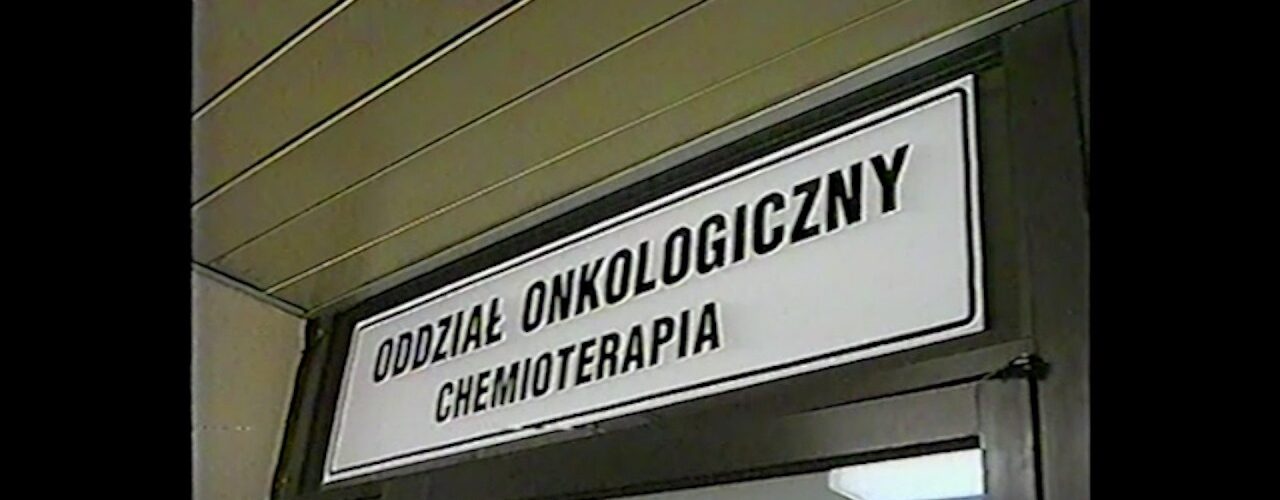 ODDZIAŁ ONKOLOGICZNY
CHEMIOTERAPIA